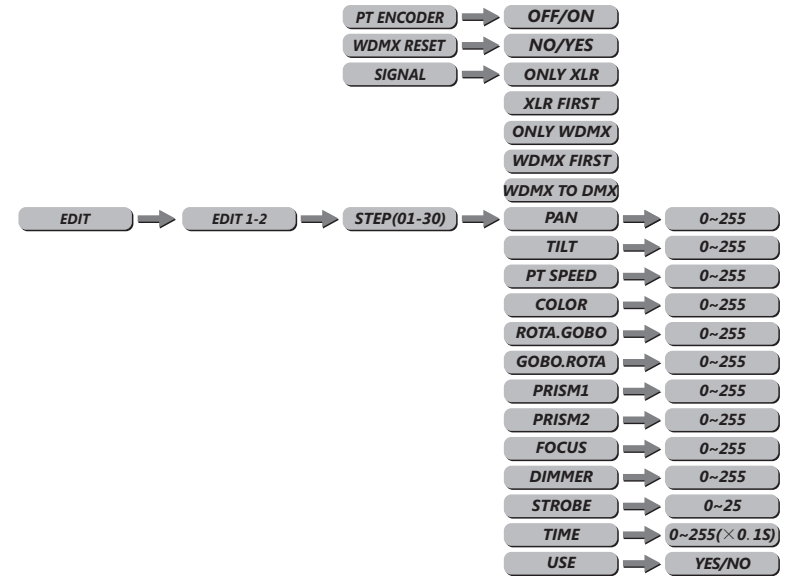 PT ENCODER OFF/ON
WDMX RESET NO/YES
SIGNAL ONLY XLR
XLR FIRST
ONLY WDMX
WDMX FIRST
WDMX TO DMX
EDIT EDIT 1-2 STEP(01-30) PAN 0~255
TILT 0~255
PT SPEED 0~255
COLOR 0~255
ROTA.GOBO 0~255
GOBO.ROTA 0~255
PRISM1 0~255
PRISM2 0~255
FOCUS 0~255
DIMMER 0~255
STROBE 0~25
TIME 0~255(×0.1S)
USE YES/NO